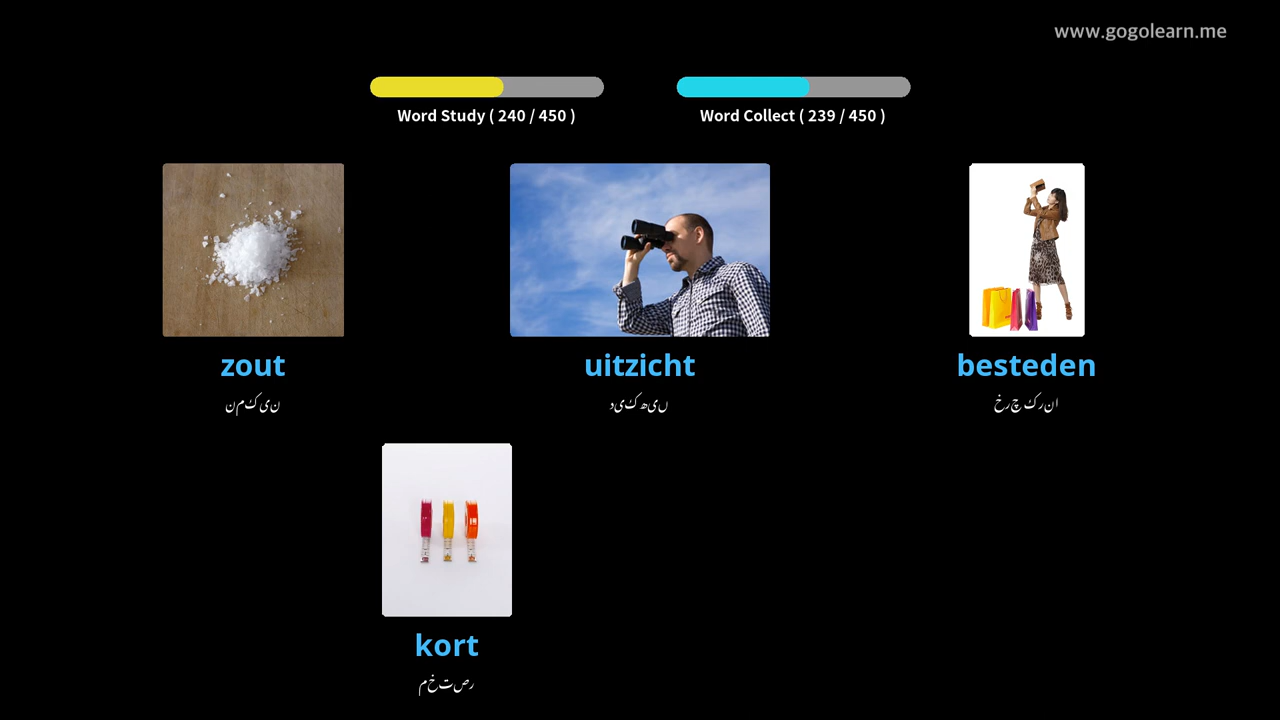 www.gogolearn.me
Word Study ( 240 / 450 )
Word Collect ( 239 / 450 )
zout
uitzicht
besteden
نمکین
دیکھیں
خرچ کرنا
kort
مختصر